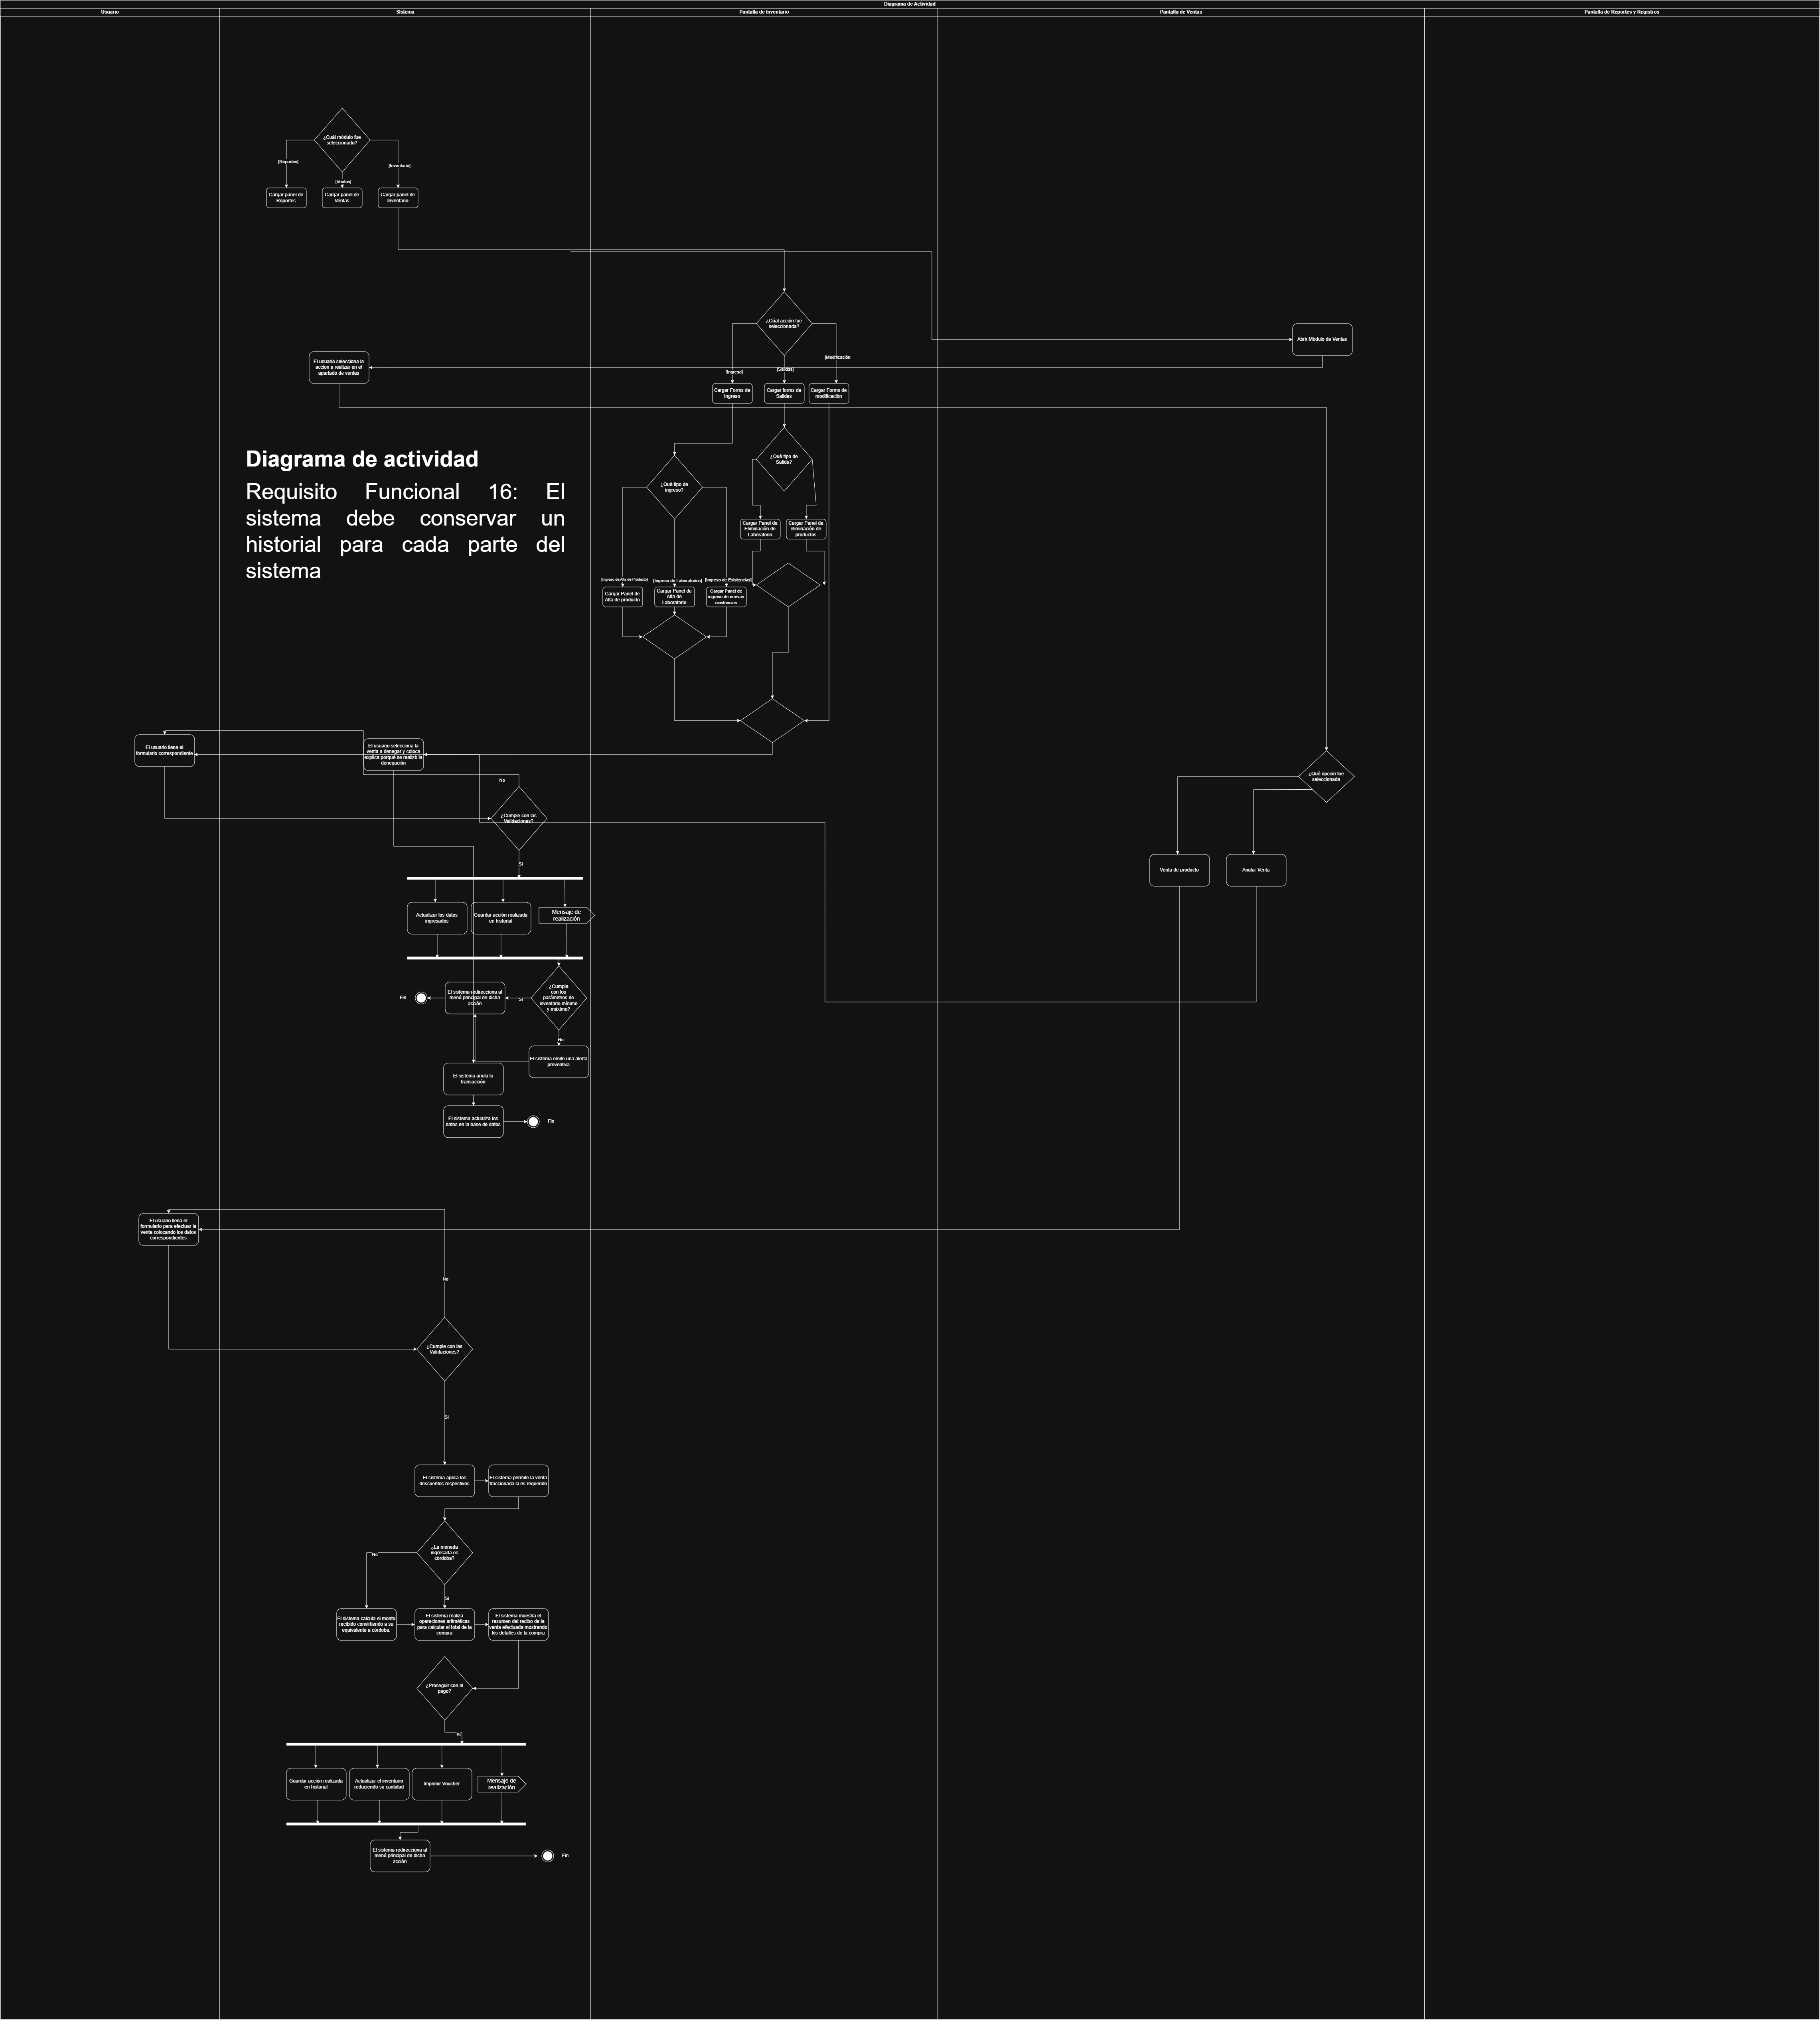 Diagrama de Actividad
Usuario
Sistema
Pantalla de Inventario
Pantalla de Ventas
Pantalla de Reportes y Registros
¿Cuál módulo fue
seleccionado?
[Reportes]
[Inventario]
[Ventas]
Cargar panel de
Reportes
Cargar panel de
Ventas
Cargar panel de
Inventario
¿Cúal acción fue
seleccionada?
Abrir Módulo de Ventas
[Modificación
El usuario selecciona la
accion a realizar en el
apartado de ventas
[Ingreso]
[Salidas]
Cargar Forms de
Ingreso
Cargar forms de
Salidas
Cargar Forms de
modificación
Diagrama de actividad
Requisito Funcional 16: El
sistema debe conservar un
historial para cada parte del
sistema
¿Qué tipo de
Salida?
¿Qué tipo de
ingreso?
Cargar Panel de
Eliminación de
Laboratorio
Cargar Panel de
eliminación de
productos
[Ingreso de Alta de Producto]
[Ingreso de Laboratorios]
[Ingreso de Existencias]
Cargar Panel de
Alta de producto
Cargar Panel de
Alta de
Laboratorio
Cargar Panel de
ingreso de nuevas
existencias
El usuario llena el
formulario correspondiente
El usuario selecciona la
venta a denegar y coloca
explica porqué se realizó la
denegación
¿Qué opcion fue
seleccionada
No
¿Cumple con las
Validaciones?
Si
Venta de producto
Anular Venta
Actualizar los datos
ingresados
Guardar acción realizada
en historial
Mensaje de
realización
¿Cumple
con los
parámetros de
inventario mínimo
y máximo?
Fin
El sistema redirecciona al
menú principal de dicha
acción
Si
No
El sistema emite una alerta
preventiva
El sistema anula la
transacción
El sistema actualiza los
datos en la base de datos
Fin
El usuario llena el
formulario para efectuar la
venta colocando los datos
correspondientes
No
¿Cumple con las
Validaciones?
Si
El sistema aplica los
descuentos respectivos
El sistema permite la venta
fraccionada si es requerido
¿La moneda
ingresada es
córdoba?
No
Si
El sistema calcula el monto
recibido convirtiendo a su
equivalente a córdoba.
El sistema realiza
operaciones aritméticas
para calcular el total de la
compra
El sistema muestra el
resumen del recibo de la
venta efectuada mostrando
los detalles de la compra
¿Proseguir con el
pago?
Si
Guardar acción realizada
en historial
Actualizar el inventario
reduciendo su cantidad
Imprimir Voucher
Mensaje de
realización
El sistema redirecciona al
menú principal de dicha
acción
Fin